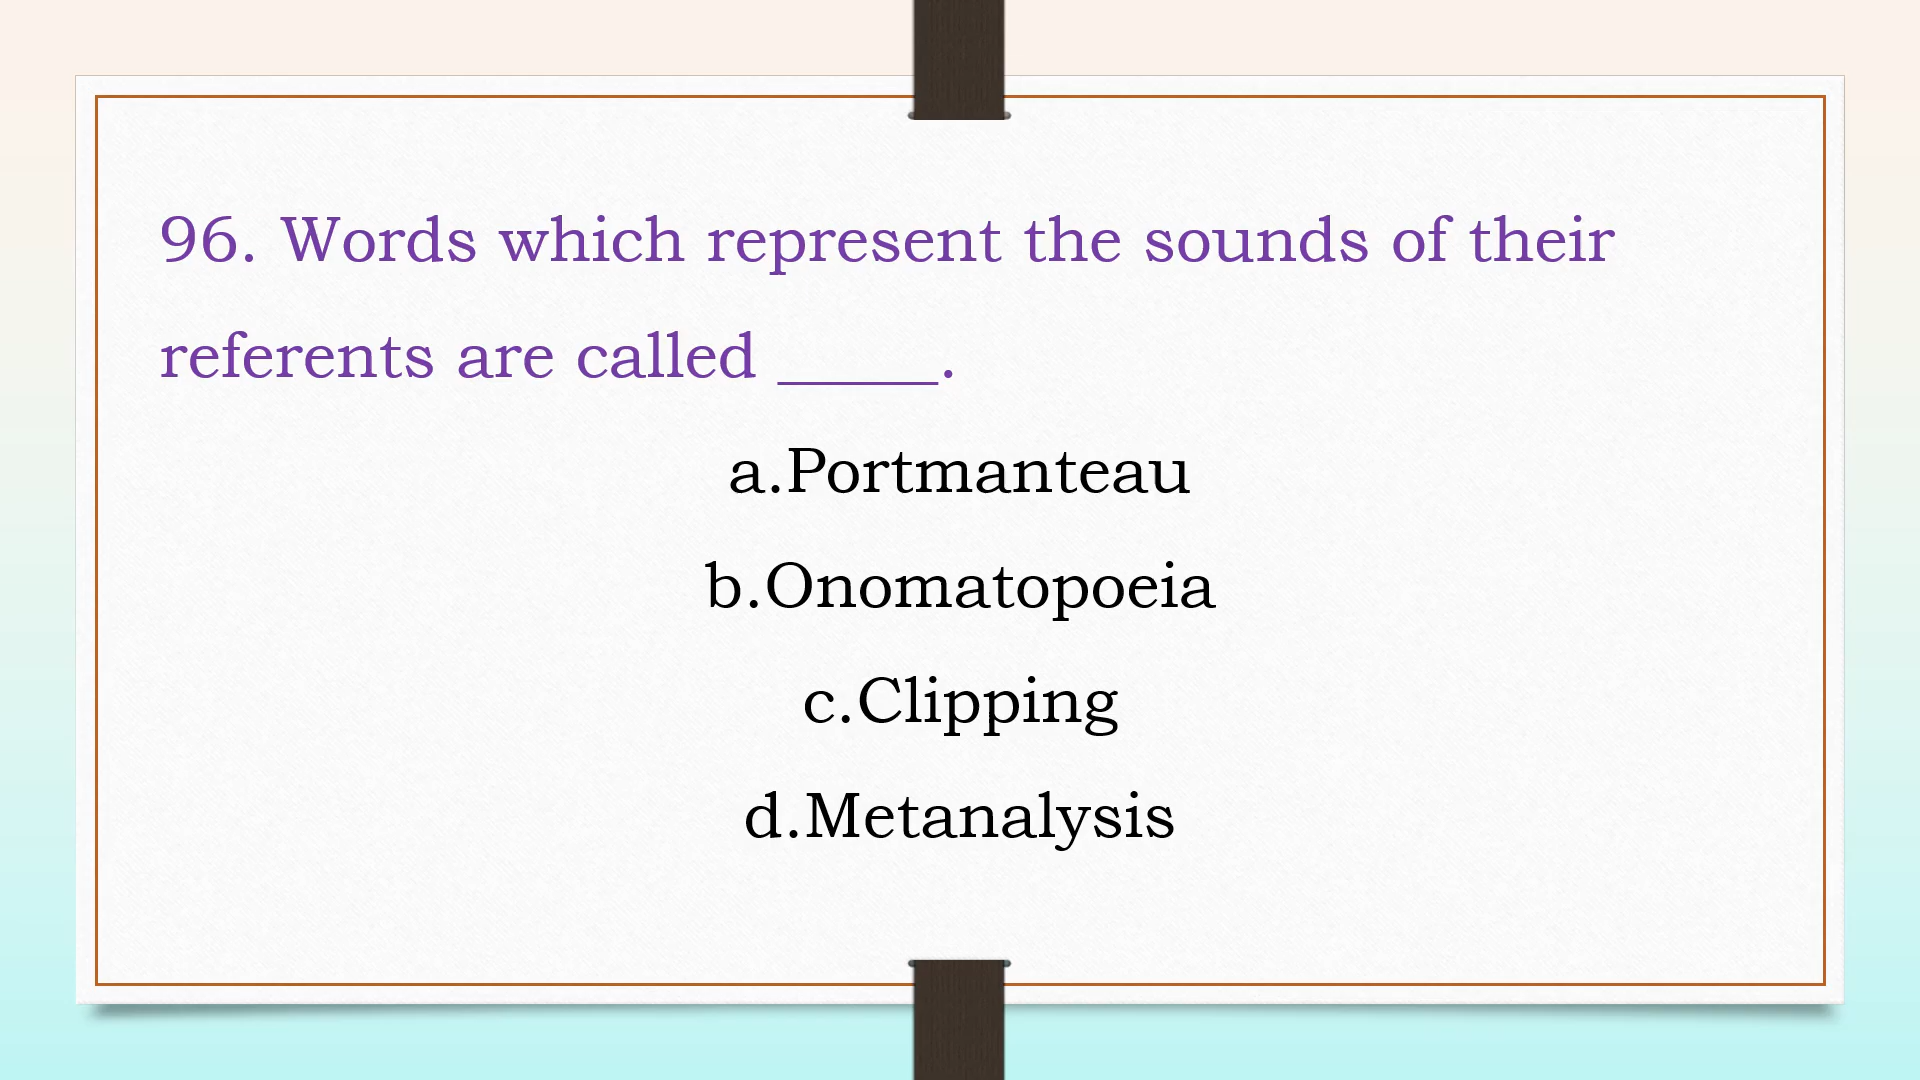 96. Words which represent the sounds of their
referents are called _____.
a.Portmanteau
b.Onomatopoeia
c.Clipping
d.Metanalysis